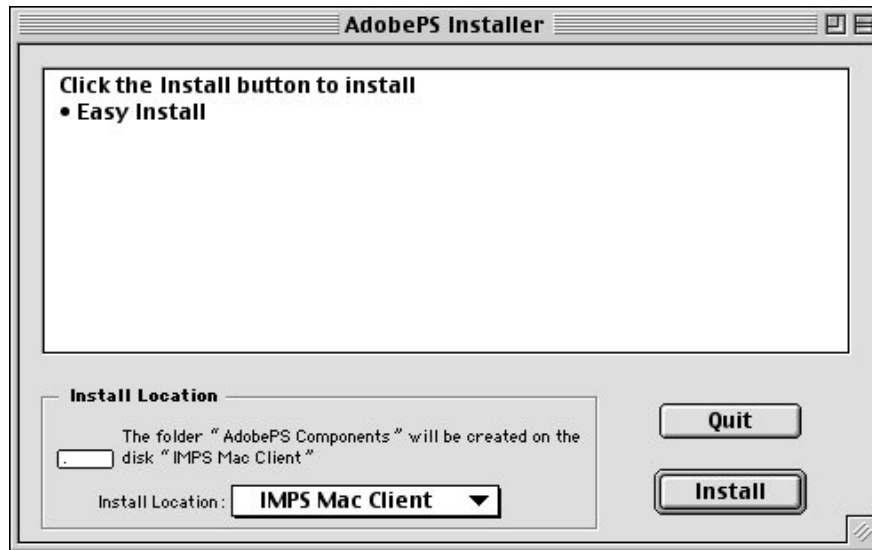 AdobePS Installer
Click the Install button to install
• Easy Install
Install Location
The folder “AdobePS Components” will be created on the
disk “IMPS Mac Client”
Install Location: IMPS Mac Client
Quit
Install